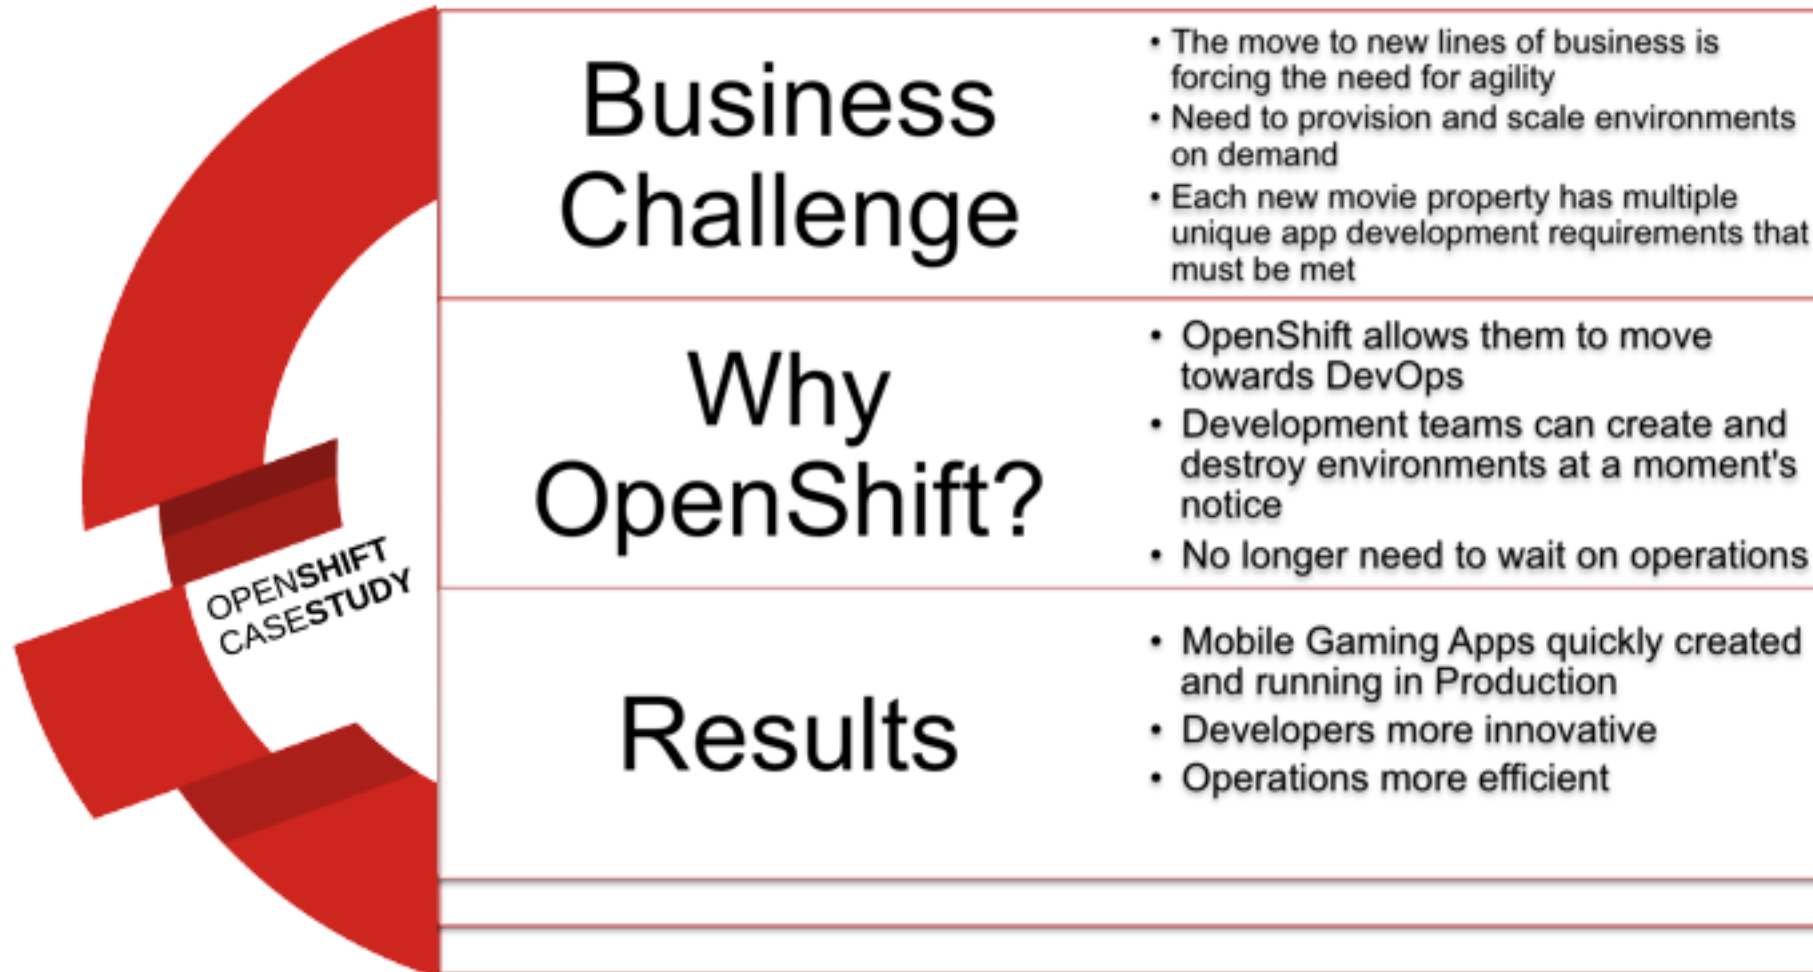 OPENSHIFT
CASESTUDY
Business
Challenge
• The move to new lines of business is
forcing the need for agility
• Need to provision and scale environments
on demand
• Each new movie property has multiple
unique app development requirements that
must be met
Why
OpenShift?
• OpenShift allows them to move
towards DevOps
• Development teams can create and
destroy environments at a moment's
notice
• No longer need to wait on operations
Results
• Mobile Gaming Apps quickly created
and running in Production
• Developers more innovative
• Operations more efficient